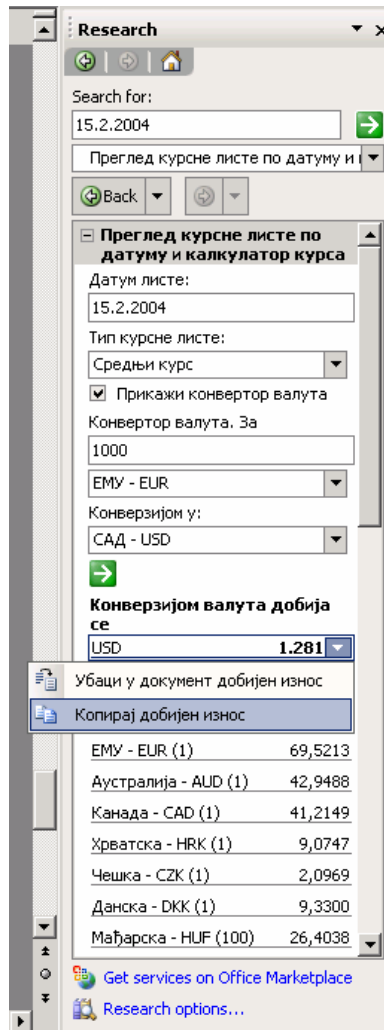 Research
Search for:
15.2.2004
Преглед курсне листе по датуму и
Back
Преглед курсне листе по
датуму и калкулатор курса
Датум листе:
15.2.2004
Тип курсне листе:
Средњи курс
Прикажи конвертор валута
Конвертор валута. За
1000
ЕМУ - EUR
Конверзијом у:
САД - USD
Конверзијом валута добија
се
USD 1.281
Убаци у документ добијен износ
Копирај добијен износ
ЕМУ - EUR (1) 69,5213
Аустралија - AUD (1) 42,9488
Канада - CAD (1) 41,2149
Хрватска - HRK (1) 9,0747
Чешка - CZK (1) 2,0969
Данска - DKK (1) 9,3300
Мађарска - HUF (100) 26,4038
Get services on Office Marketplace
Research options...